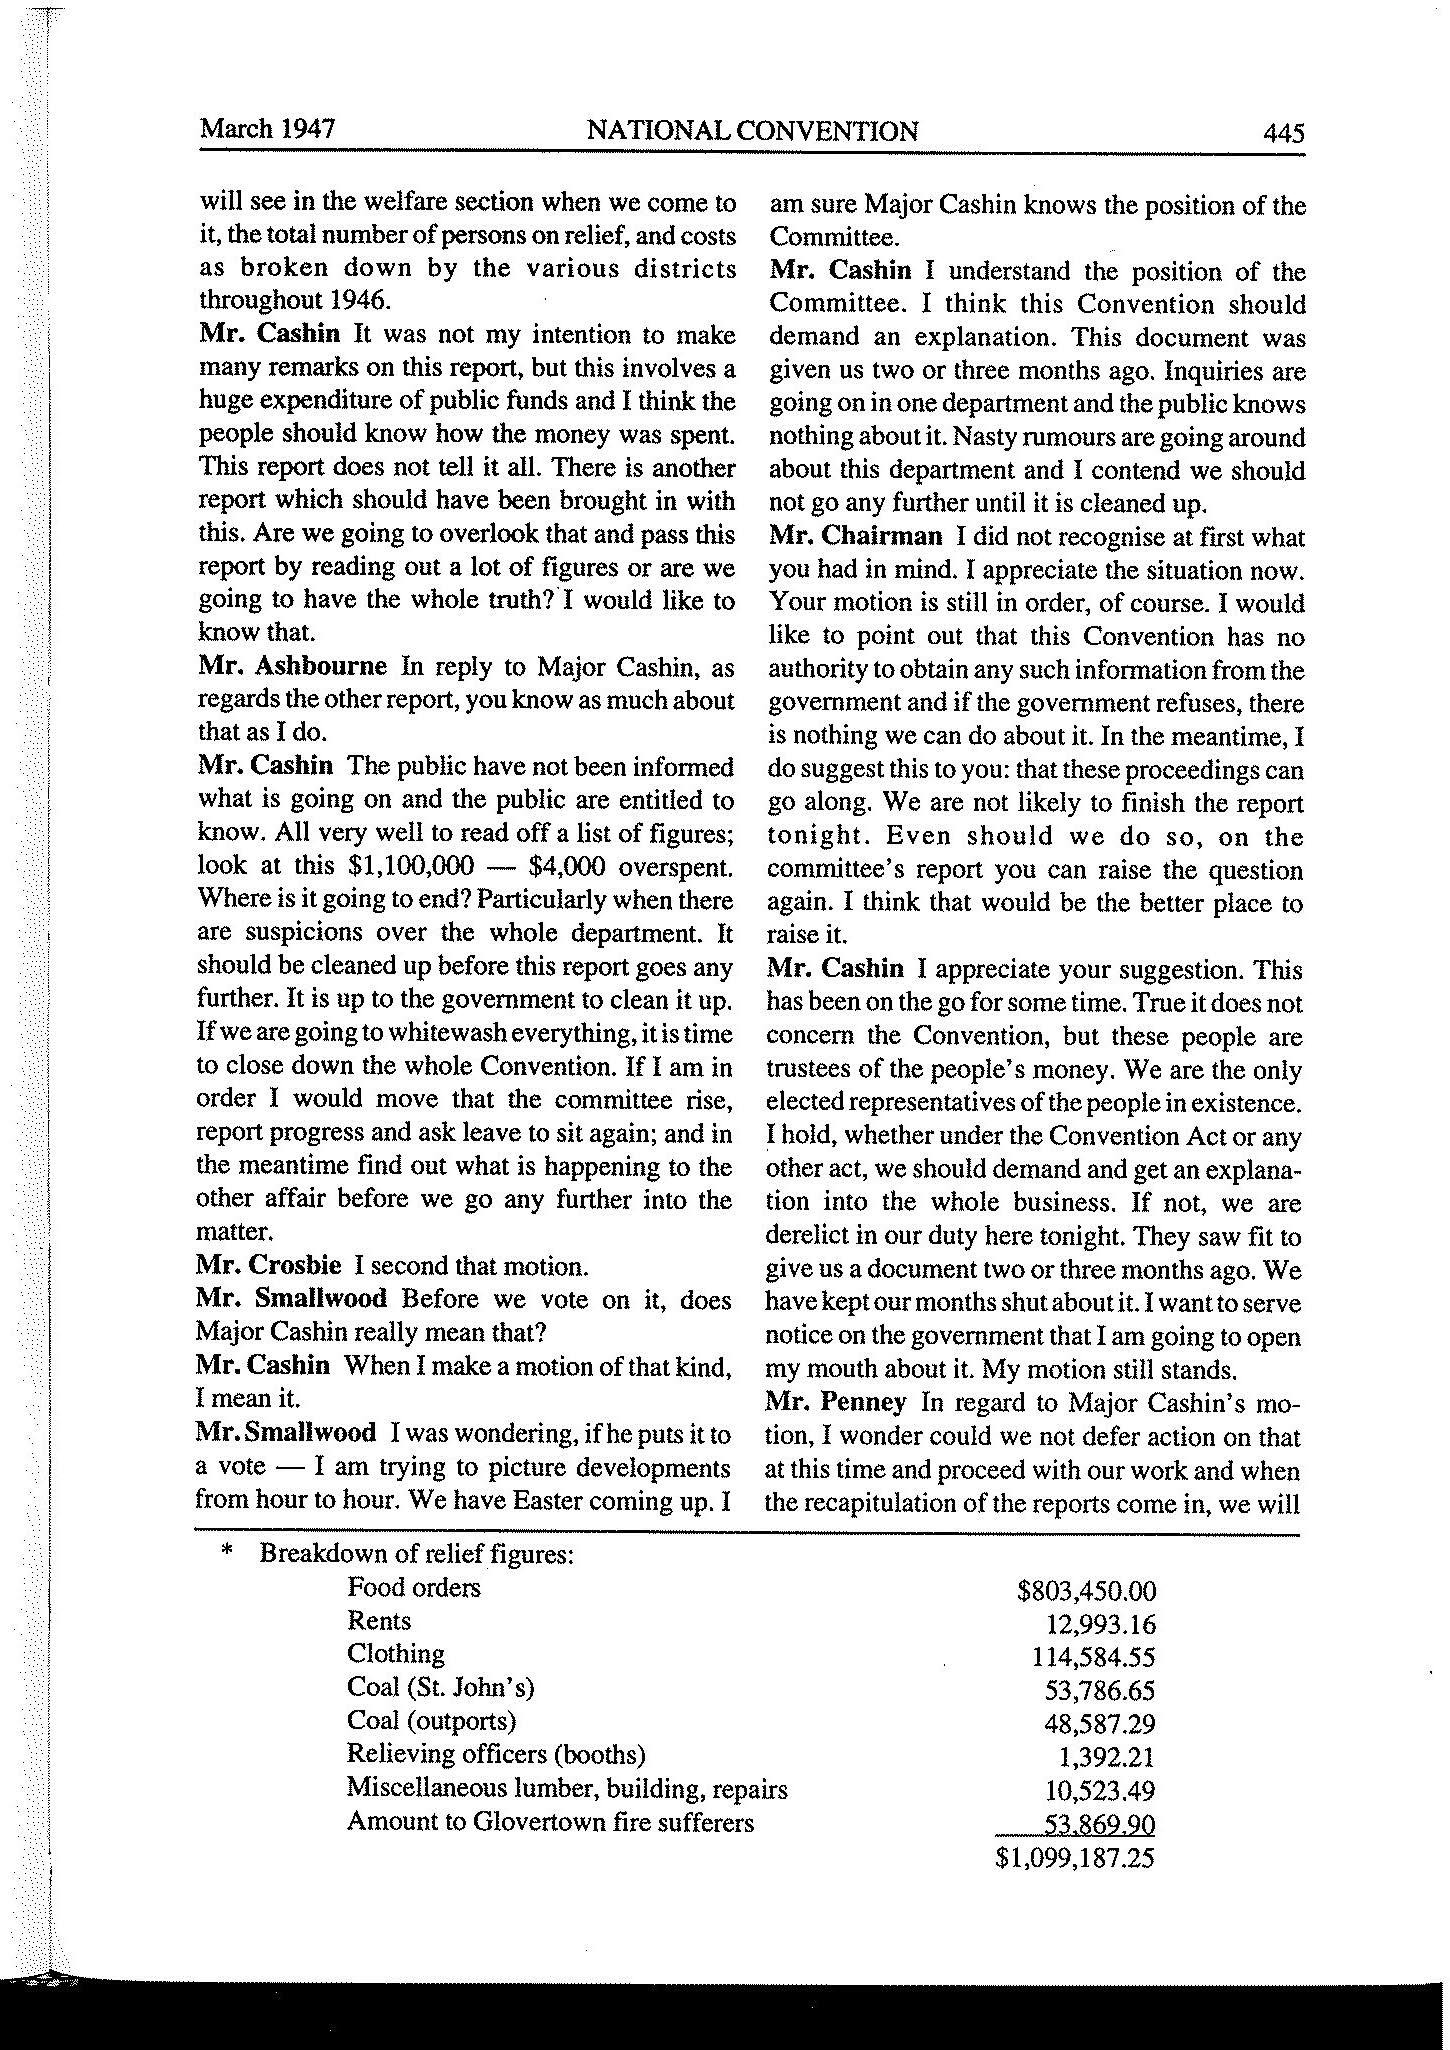 March 1947 NATIONAL CONVENTION 445
will see in the welfare section when we come to
it, the total number of persons on relief, and costs
as broken down by the various districts
throughout 1946.
Mr. Cashin It was not my intention to make
many remarks on this report, but this involves a
huge expenditure of public funds and I think the
people should know how the money was spent.
This report does not tell it all. There is another
report which should have been brought in with
this. Are we going to overlook that and pass this
report by reading out a lot of figures or are we
going to have the whole truth? I would like to
know that.
Mr. Ashbourne In reply to Major Cashin, as
regards the other report, you know as much about
that as I do.
Mr. Cashin The public have not been informed
what is going on and the public are entitled to
know. All very well to read off a list of figures;
look at this $1,100,000 — $4,000 overspent.
Where is it going to end? Particularly when there
are suspicions over the whole department. It
should be cleaned up before this report goes any
further. It is up to the government to clean it up.
If we are going to whitewash everything, it is time
to close down the whole Convention. If I am in
order I would move that the committee rise,
report progress and ask leave to sit again; and in
the meantime find out what is happening to the
other affair before we go any further into the
matter.
Mr. Crosbie I second that motion.
Mr. Smallwood Before we vote on it, does
Major Cashin really mean that?
Mr. Cashin When I make a motion of that kind,
I mean it.
Mr. Smallwood I was wondering, if he puts it to
a vote — I am trying to picture developments
from hour to hour. We have Easter coming up. I
am sure Major Cashin knows the position of the
Committee.
Mr. Cashin I understand the position of the
Committee. I think this Convention should
demand an explanation. This document was
given us two or three months ago. Inquiries are
going on in one department and the public knows
nothing about it. Nasty rumours are going around
about this department and I contend we should
not go any further until it is cleaned up.
Mr. Chairman I did not recognise at first what
you had in mind. I appreciate the situation now.
Your motion is still in order, of course. I would
like to point out that this Convention has no
authority to obtain any such information from the
government and if the government refuses, there
is nothing we can do about it. In the meantime, I
do suggest this to you: that these proceedings can
go along. We are not likely to finish the report
tonight. Even should we do so, on the
committee's report you can raise the question
again. I think that would be the better place to
raise it.
Mr. Cashin I appreciate your suggestion. This
has been on the go for some time. True it does not
concern the Convention, but these people are
trustees of the people's money. We are the only
elected representatives of the people in existence.
I hold, whether under the Convention Act or any
other act, we should demand and get an explana-
tion into the whole business. If not, we are
derelict in our duty here tonight. They saw fit to
give us a document two or three months ago. We
have kept our months shut about it. I want to serve
notice on the government that I am going to open
my mouth about it. My motion still stands.
Mr. Penney In regard to Major Cashin's mo-
tion, I wonder could we not defer action on that
at this time and proceed with our work and when
the recapitulation of the reports come in, we will
* Breakdown of relief figures:
Food orders $803,450.00
Rents 12,993.16
Clothing 114,584.55
Coal (St. John's) 53,786.65
Coal (outports) 48,587.29
Relieving officers (booths) 1,392.21
Miscellaneous lumber, building, repairs 10,523.49
Amount to Glovertown fire sufferers 53,869.90
$1,099,187.25